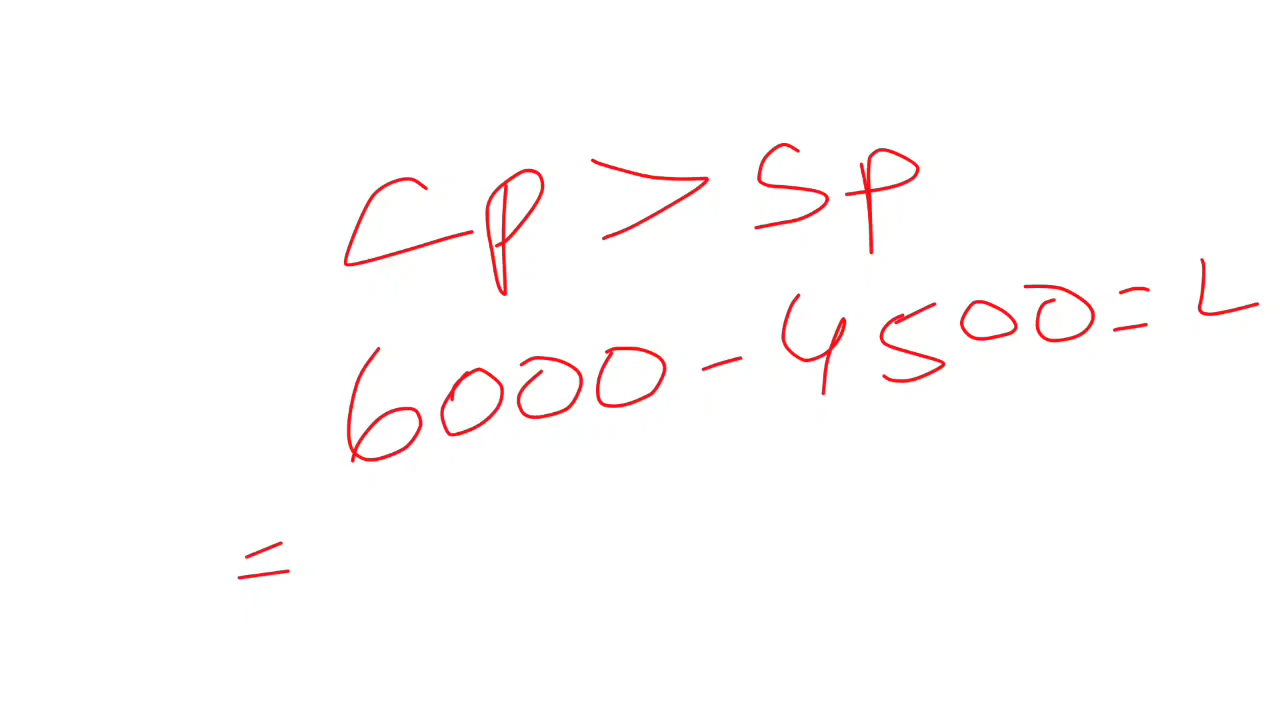 CP > SP
6000 - 4500 = L
=